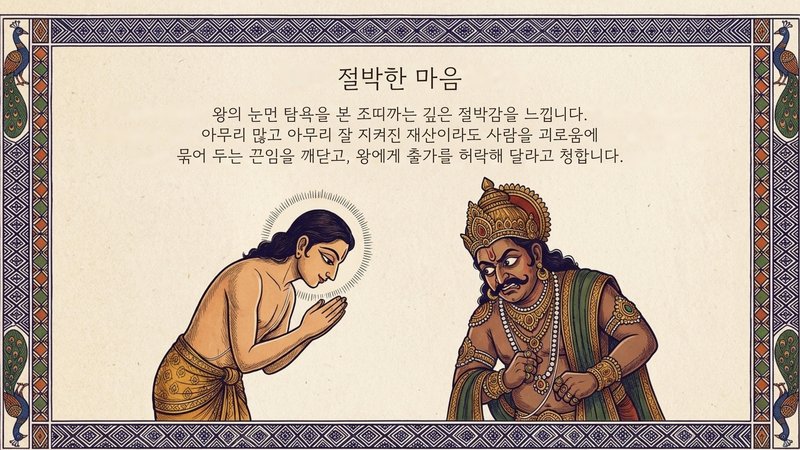 절박한 마음
왕의 눈먼 탐욕을 본 조띠까는 깊은 절박감을 느낍니다.
아무리 많고 아무리 잘 지켜진 재산이라도 사람을 괴로움에
묶어 두는 끈임을 깨닫고, 왕에게 출가를 허락해 달라고 청합니다.